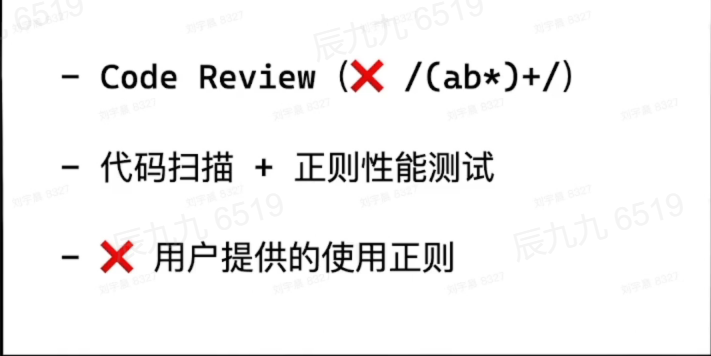 辰九九 6519
- Code Review (❌ /(ab*)+/)
- 代码扫描 + 正则性能测试
辰九九 6519
辰九九 6519
- ❌ 用户提供的使用正则